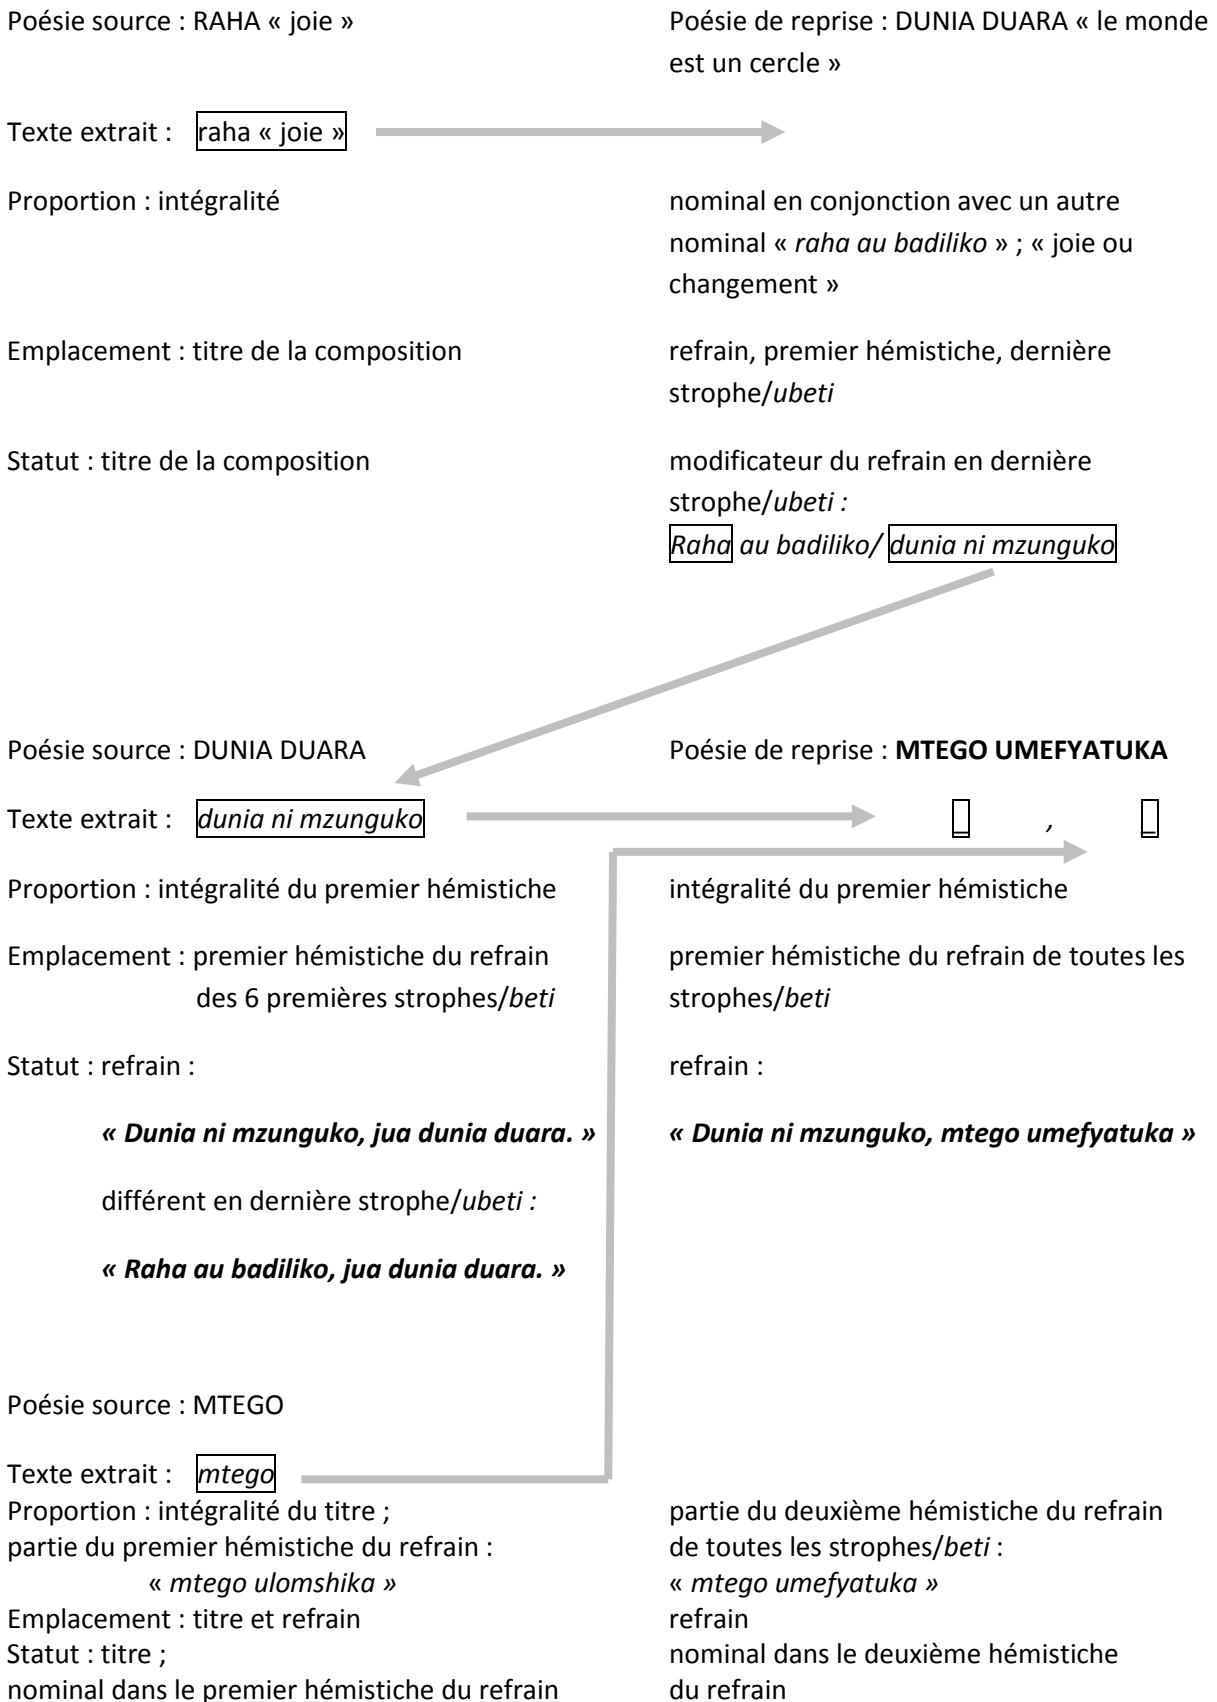 Poésie source : RAHA « joie »
Poésie de reprise : DUNIA DUARA « le monde
est un cercle »
Texte extrait : raha « joie »
Proportion : intégralité
nominal en conjonction avec un autre
nominal « raha au badiliko » ; « joie ou
changement »
Emplacement : titre de la composition
refrain, premier hémistiche, dernière
strophe/ubeti
Statut : titre de la composition
modificateur du refrain en dernière
strophe/ubeti :
Raha au badiliko/ dunia ni mzunguko
Poésie source : DUNIA DUARA
Poésie de reprise : MTEGO UMEFYATUKA
Texte extrait : dunia ni mzunguko
_ , _
Proportion : intégralité du premier hémistiche
intégralité du premier hémistiche
Emplacement : premier hémistiche du refrain
des 6 premières strophes/beti
premier hémistiche du refrain de toutes les
strophes/beti
Statut : refrain :
refrain :
« Dunia ni mzunguko, jua dunia duara. »
« Dunia ni mzunguko, mtego umefyatuka »
différent en dernière strophe/ubeti :
« Raha au badiliko, jua dunia duara. »
Poésie source : MTEGO
Texte extrait : mtego
Proportion : intégralité du titre ;
partie du premier hémistiche du refrain :
« mtego ulomshika »
Emplacement : titre et refrain
Statut : titre ;
nominal dans le premier hémistiche du refrain
partie du deuxième hémistiche du refrain
de toutes les strophes/beti :
« mtego umefyatuka »
refrain
nominal dans le deuxième hémistiche
du refrain